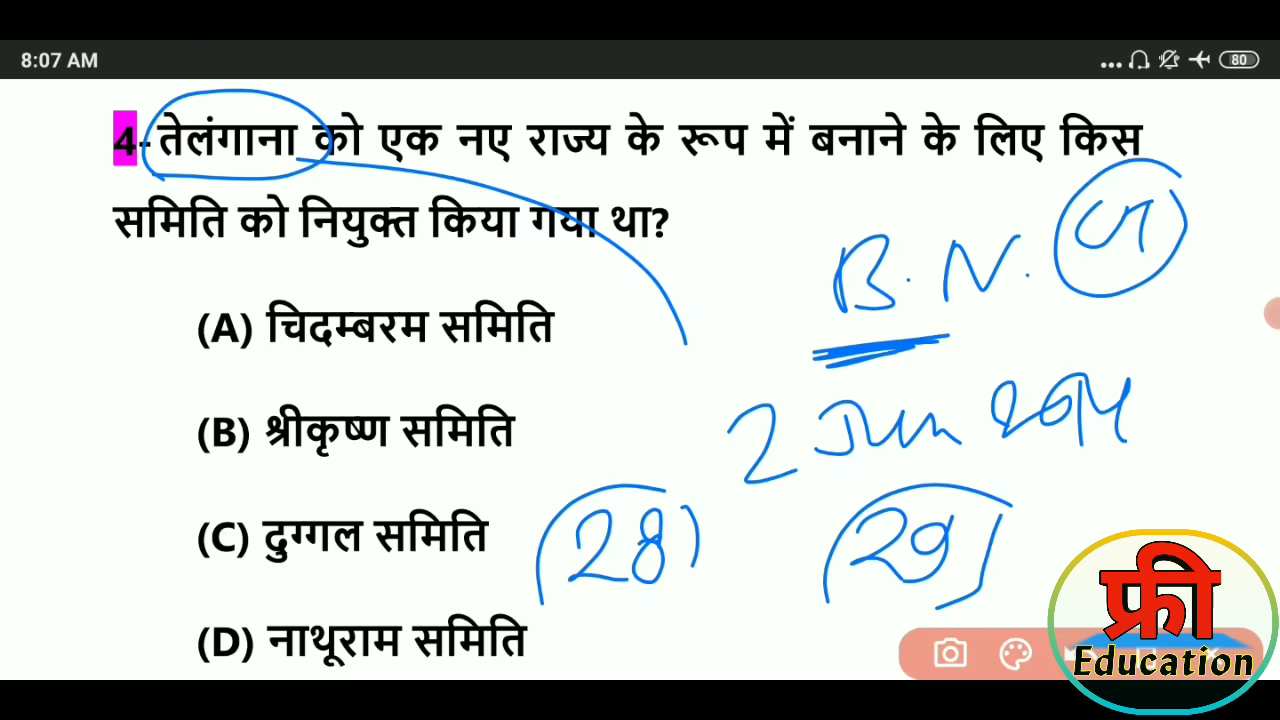 8:07 AM
80
4- तेलंगाना को एक नए राज्य के रूप में बनाने के लिए किस
समिति को नियुक्त किया गया था?
B. N.
(A) चिदम्बरम समिति
2 Jun 2014
(B) श्रीकृष्ण समिति
(C) दुग्गल समिति
(28)
(29)
(D) नाथूराम समिति
फ्री
Education